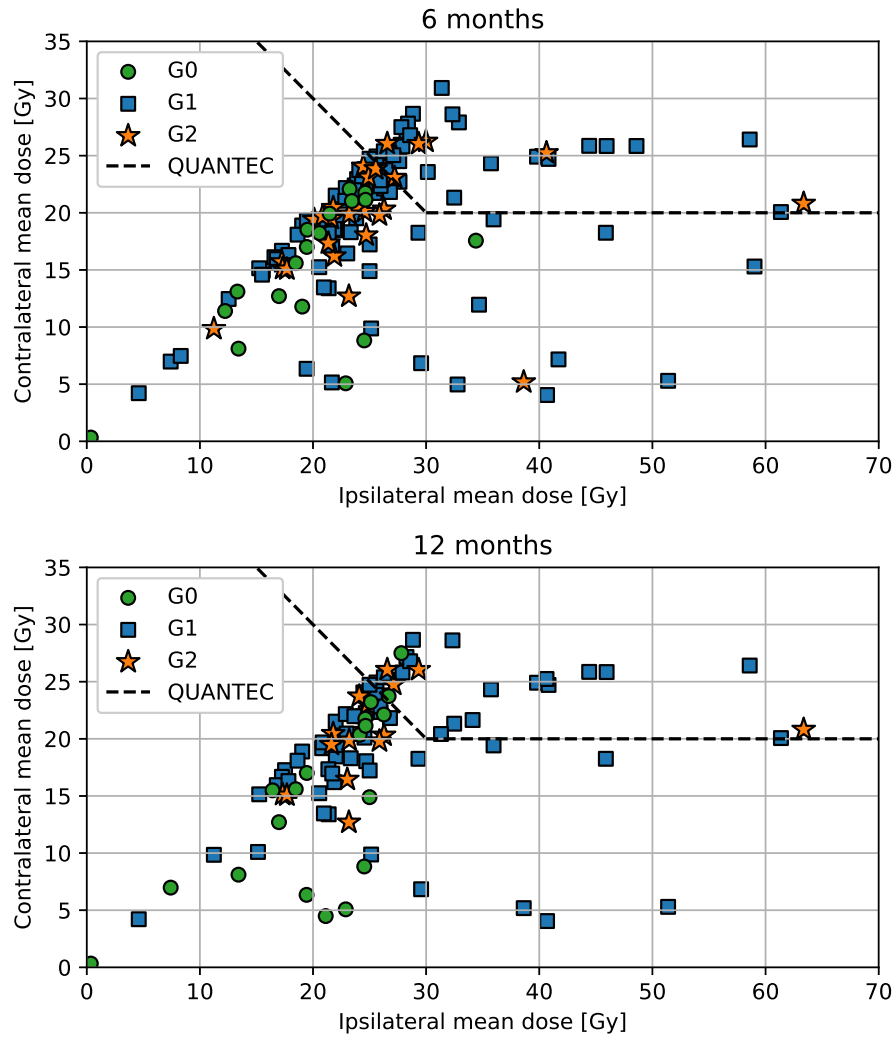 6 months
35
30
25
20
15
10
5
0
Contralateral mean dose [Gy]
G0
G1
G2
QUANTEC
0 10 20 30 40 50 60 70
Ipsilateral mean dose [Gy]
12 months
35
30
25
20
15
10
5
0
Contralateral mean dose [Gy]
G0
G1
G2
QUANTEC
0 10 20 30 40 50 60 70
Ipsilateral mean dose [Gy]